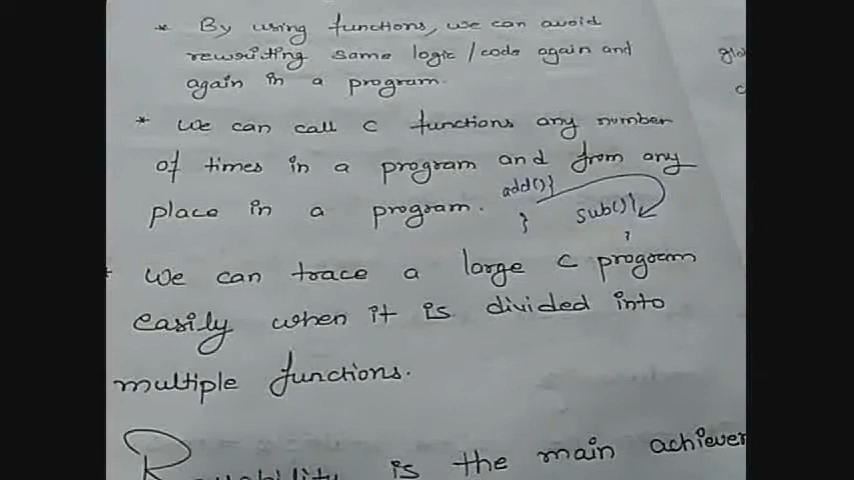 * By using functions, we can avoid
rewriting same logic / code again and
again in a program.
glo
c
* We can call C functions any number
of times in a program and from any
place in a program. add(){
} sub(){
}
* We can trace a large C program
easily when it is divided into
multiple functions.
is the main achievem